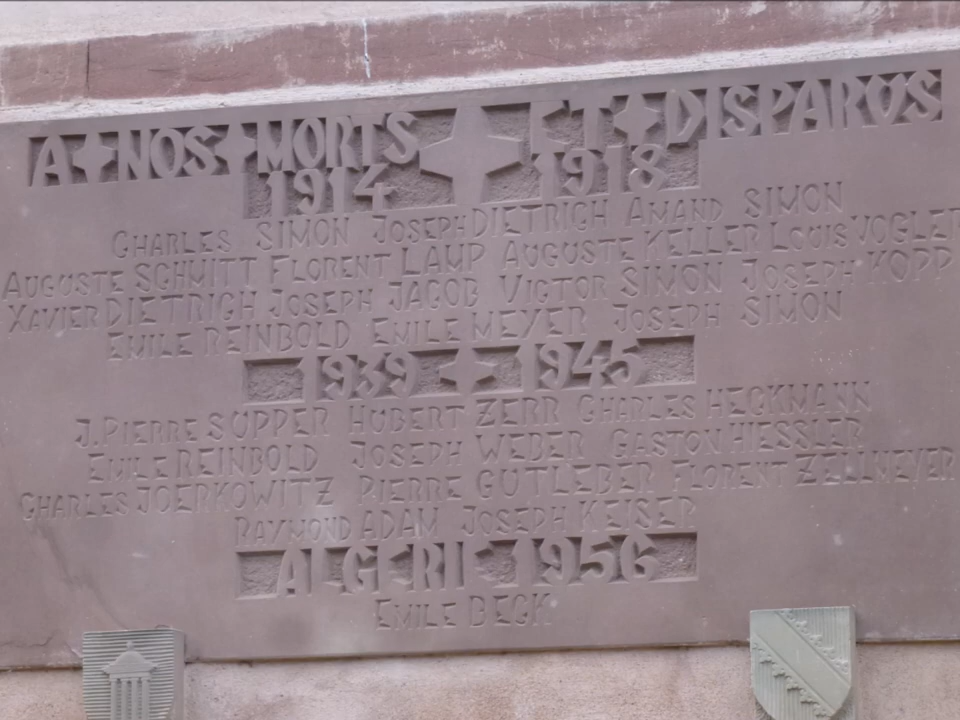 A NOS MORTS ET DISPARUS
1914 1918
CHARLES SIMON JOSEPH DIETRICH AMAND SIMON
AUGUSTE SCHMITT FLORENT LAMP AUGUSTE KELLER LOUIS VOGLER
XAVIER DIETRICH JOSEPH JACOB VICTOR SIMON JOSEPH KOPP
EMILE REINBOLD EMILE MEYER JOSEPH SIMON
1939 1945
J. PIERRE SUPPER HUBERT ZERR CHARLES HECKMANN
EMILE REINBOLD JOSEPH WEBER GASTON HIESSLER
CHARLES JOERKOWITZ PIERRE GUTLEBER FLORENT ZELLMEYER
RAYMOND ADAM JOSEPH KEISER
ALGERIE 1956
EMILE BECK